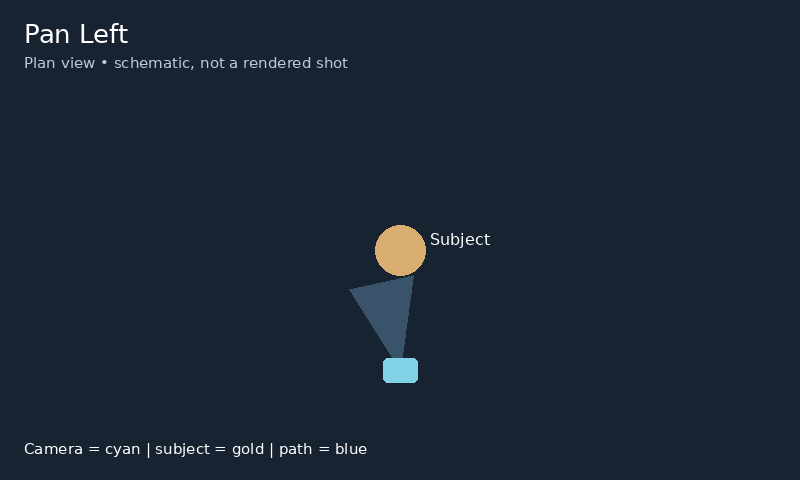 Pan Left
Plan view • schematic, not a rendered shot
Subject
Camera = cyan | subject = gold | path = blue